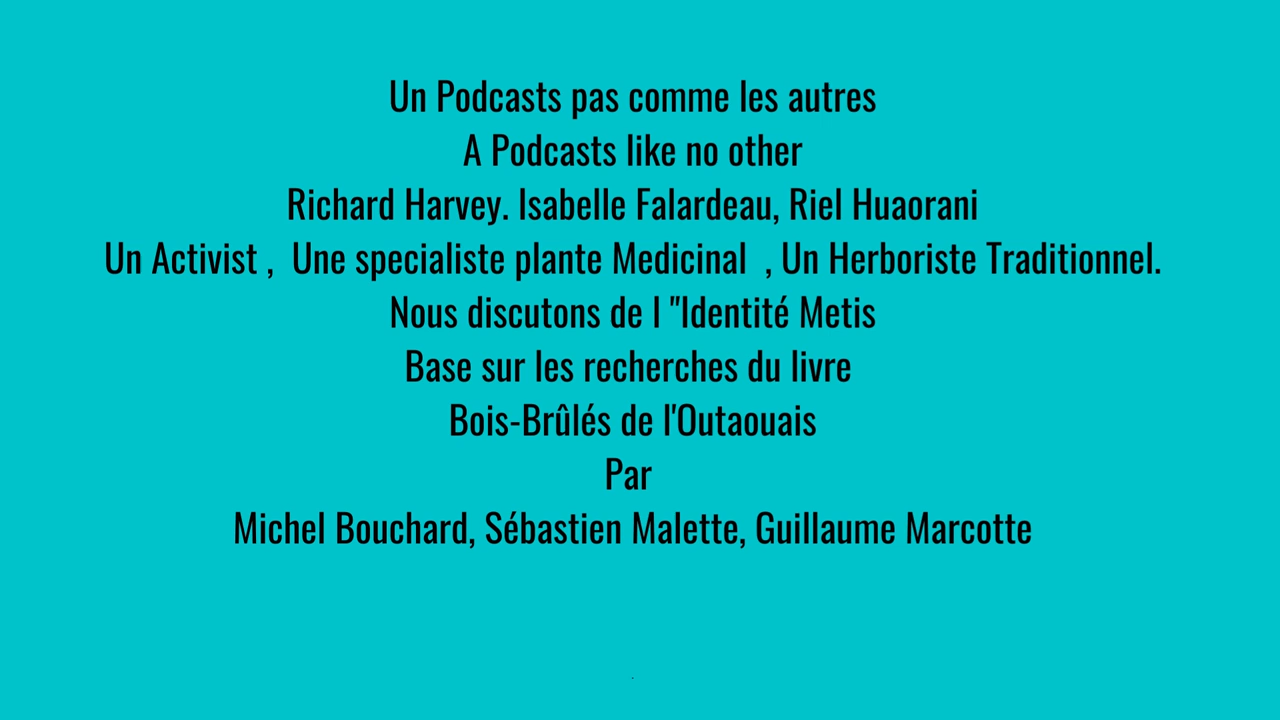 Un Podcasts pas comme les autres
A Podcasts like no other
Richard Harvey. Isabelle Falardeau, Riel Huaorani
Un Activist ,  Une specialiste plante Medicinal  , Un Herboriste Traditionnel.
Nous discutons de l "Identité Metis
Base sur les recherches du livre
Bois-Brûlés de l'Outaouais
Par
Michel Bouchard, Sébastien Malette, Guillaume Marcotte
.